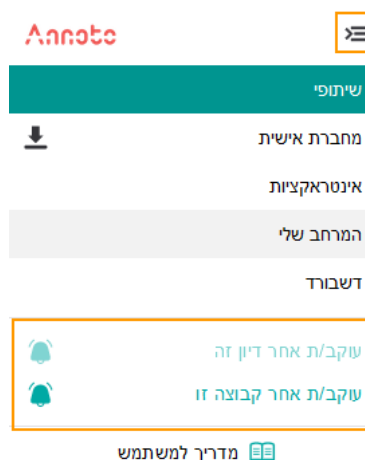 Annoto
שיתופי
מחברת אישית
אינטראקציות
המרחב שלי
דשבורד
עוקב/ת אחר דיון זה
עוקב/ת אחר קבוצה זו
מדריך למשתמש